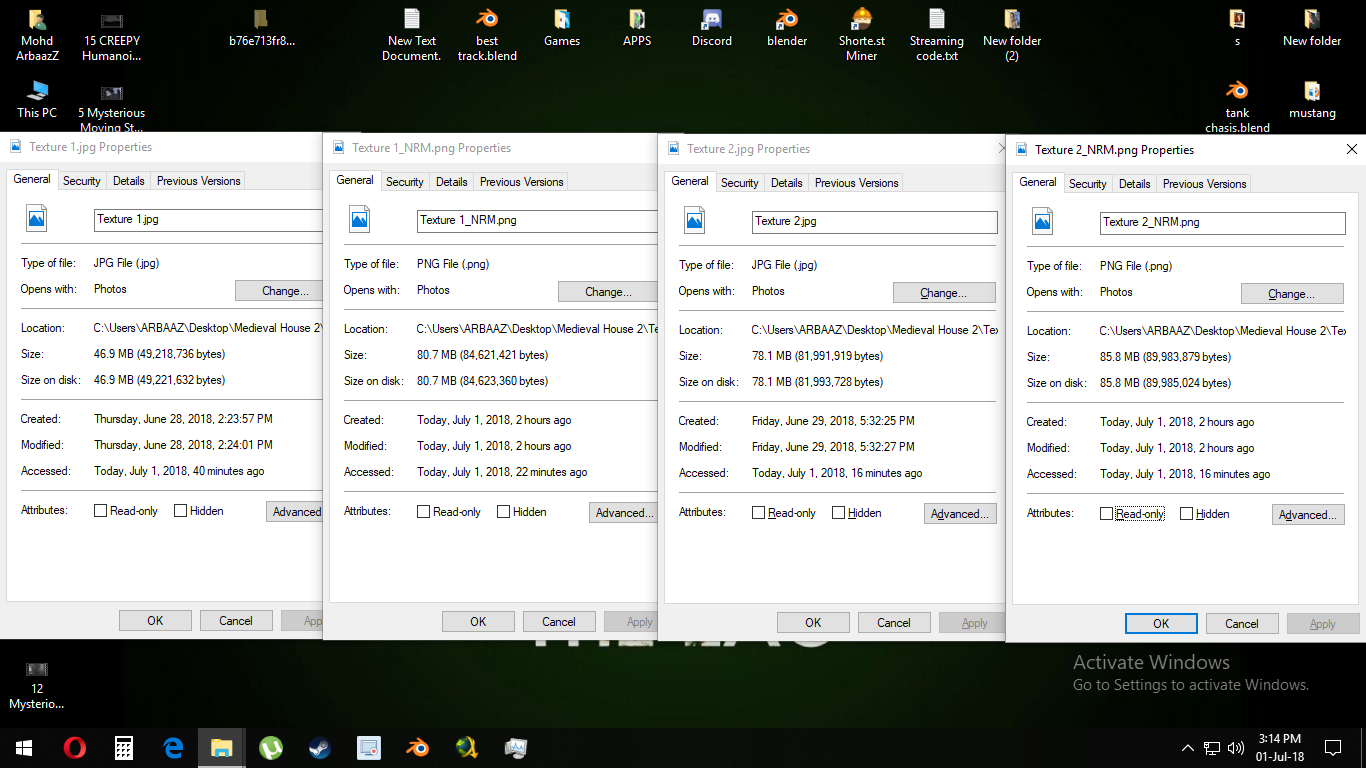 Mohd
ArbaazZ
15 CREEPY
Humanoi...
b76e713fr8...
New Text
Document.
best
track.blend
Games
APPS
Discord
blender
Shorte.st
Miner
Streaming
code.txt
New folder
(2)
s
New folder
This PC
5 Mysterious
Moving St...
tank
chasis.blend
mustang
Texture 1.jpg Properties
General Security Details Previous Versions
Texture 1.jpg
Type of file: JPG File (.jpg)
Opens with: Photos Change...
Location: C:\Users\ARBAAZ\Desktop\Medieval House 2\
Size: 46.9 MB (49,218,736 bytes)
Size on disk: 46.9 MB (49,221,632 bytes)
Created: Thursday, June 28, 2018, 2:23:57 PM
Modified: Thursday, June 28, 2018, 2:24:01 PM
Accessed: Today, July 1, 2018, 40 minutes ago
Attributes: Read-only Hidden Advanced
OK Cancel App
Texture 1_NRM.png Properties
General Security Details Previous Versions
Texture 1_NRM.png
Type of file: PNG File (.png)
Opens with: Photos Change...
Location: C:\Users\ARBAAZ\Desktop\Medieval House 2\Te
Size: 80.7 MB (84,621,421 bytes)
Size on disk: 80.7 MB (84,623,360 bytes)
Created: Today, July 1, 2018, 2 hours ago
Modified: Today, July 1, 2018, 2 hours ago
Accessed: Today, July 1, 2018, 22 minutes ago
Attributes: Read-only Hidden Advanced...
OK Cancel Apply
Texture 2.jpg Properties
General Security Details Previous Versions
Texture 2.jpg
Type of file: JPG File (.jpg)
Opens with: Photos Change...
Location: C:\Users\ARBAAZ\Desktop\Medieval House 2\Tex
Size: 78.1 MB (81,991,919 bytes)
Size on disk: 78.1 MB (81,993,728 bytes)
Created: Friday, June 29, 2018, 5:32:25 PM
Modified: Friday, June 29, 2018, 5:32:27 PM
Accessed: Today, July 1, 2018, 16 minutes ago
Attributes: Read-only Hidden Advanced...
OK Cancel Apply
Texture 2_NRM.png Properties
General Security Details Previous Versions
Texture 2_NRM.png
Type of file: PNG File (.png)
Opens with: Photos Change...
Location: C:\Users\ARBAAZ\Desktop\Medieval House 2\Tex
Size: 85.8 MB (89,983,879 bytes)
Size on disk: 85.8 MB (89,985,024 bytes)
Created: Today, July 1, 2018, 2 hours ago
Modified: Today, July 1, 2018, 2 hours ago
Accessed: Today, July 1, 2018, 16 minutes ago
Attributes: Read-only Hidden Advanced...
OK Cancel Apply
12
Mysterio...
Activate Windows
Go to Settings to activate Windows.
3:14 PM
01-Jul-18